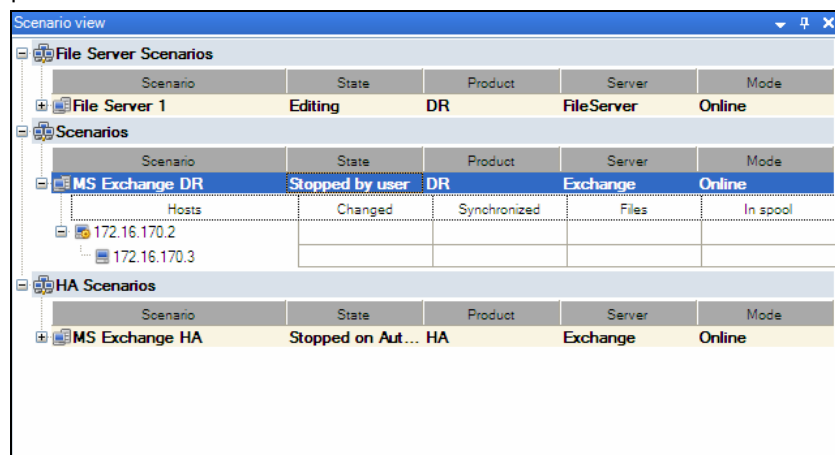 Scenario view
File Server Scenarios
Scenario State Product Server Mode
File Server 1 Editing DR FileServer Online
Scenarios
Scenario State Product Server Mode
MS Exchange DR Stopped by user DR Exchange Online
Hosts Changed Synchronized Files In spool
172.16.170.2
172.16.170.3
HA Scenarios
Scenario State Product Server Mode
MS Exchange HA Stopped on Aut... HA Exchange Online